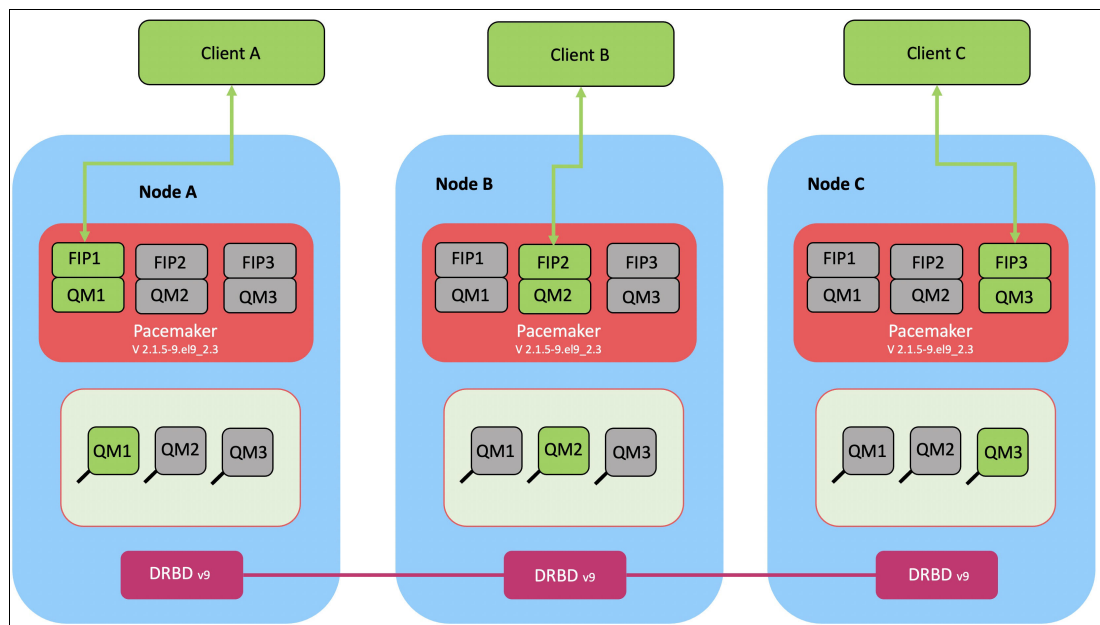 Client A
Client B
Client C
Node A
Node B
Node C
FIP1 FIP2 FIP3
QM1 QM2 QM3
Pacemaker
V 2.1.5-9.el9_2.3
FIP1 FIP2 FIP3
QM1 QM2 QM3
Pacemaker
V 2.1.5-9.el9_2.3
FIP1 FIP2 FIP3
QM1 QM2 QM3
Pacemaker
V 2.1.5-9.el9_2.3
QM1 QM2 QM3
QM1 QM2 QM3
QM1 QM2 QM3
DRBD v9
DRBD v9
DRBD v9